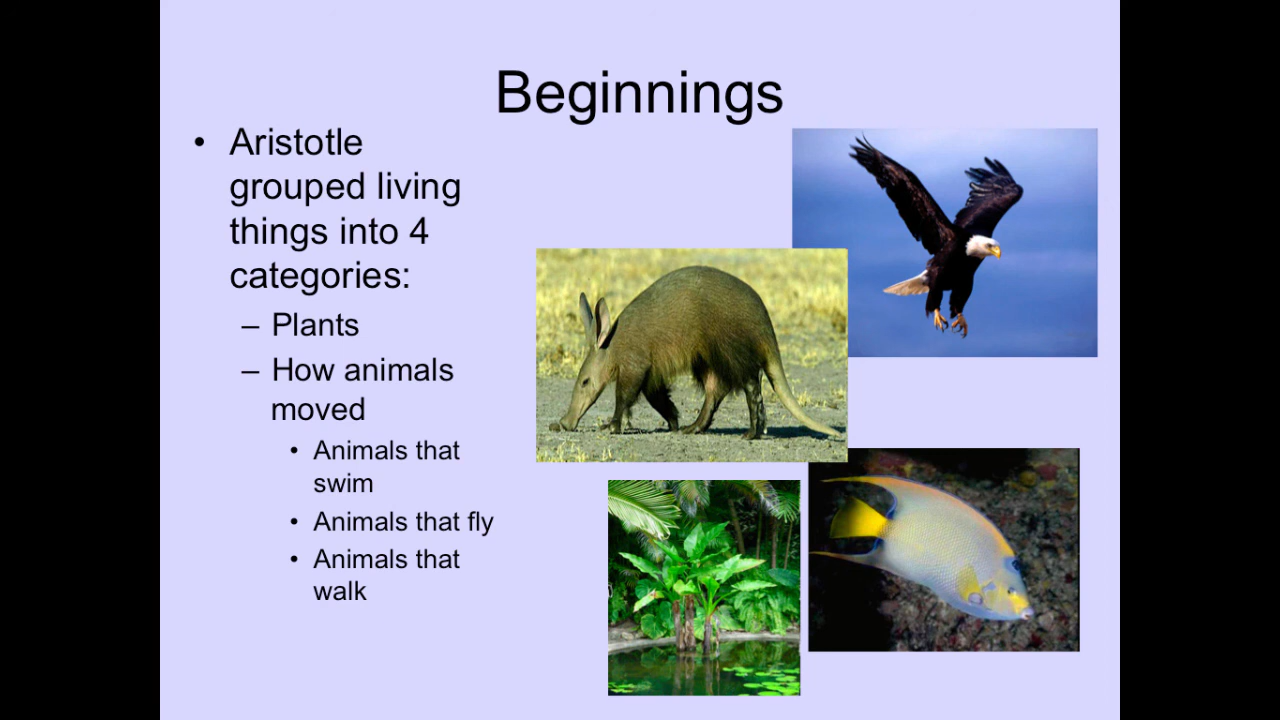 Beginnings
• Aristotle
grouped living
things into 4
categories:
– Plants
– How animals
moved
• Animals that
swim
• Animals that fly
• Animals that
walk